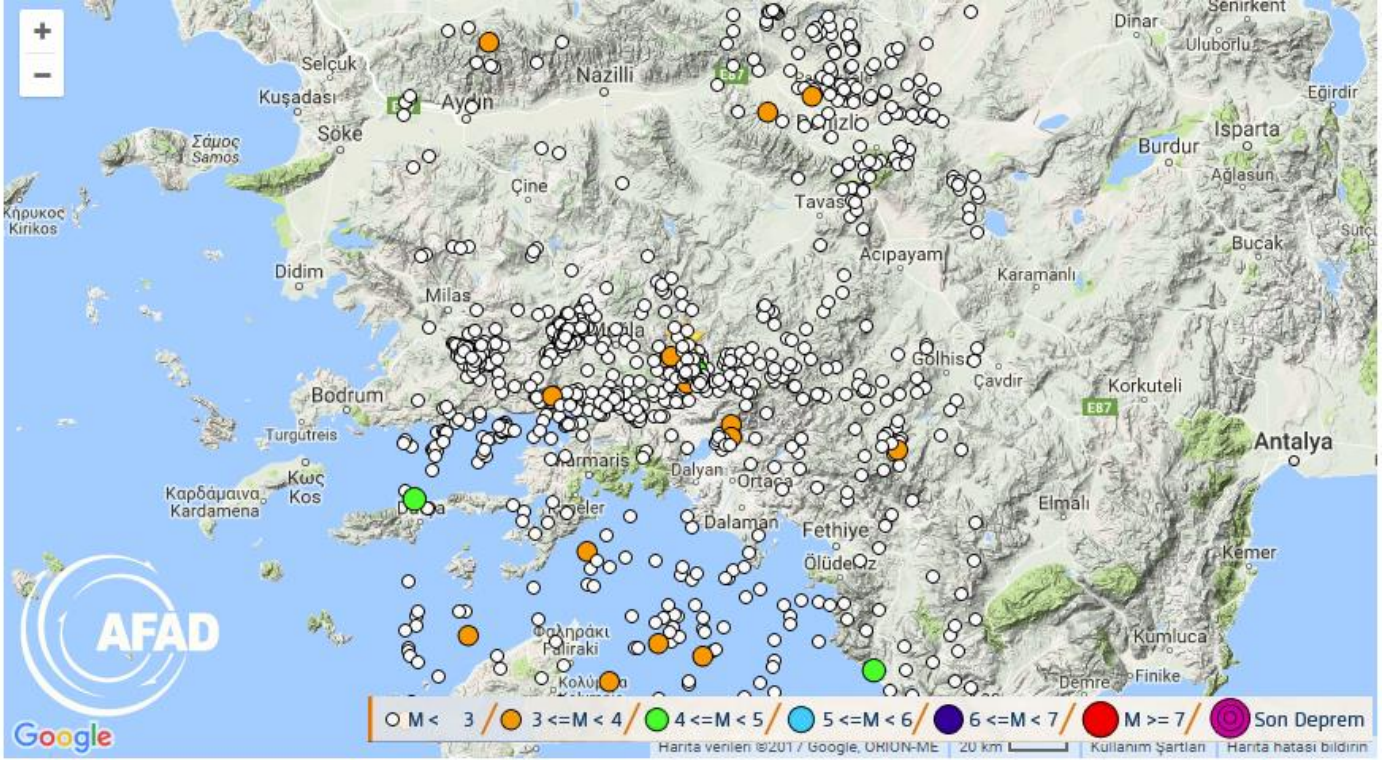 +
−
Dinar
Senirkent
Uluborlu
Selçuk
Nazilli
E87
Eğirdir
Kuşadası
Aydın
Denizli
Söke
Isparta
Σάμος
Samos
Burdur
Ağlasun
Çine
Κήρυκος
Kirikos
Tavas
Bucak
Acıpayam
Karamanlı
Didim
Milas
Muğla
Gölhisar
Çavdır
Korkuteli
Bodrum
E87
Turgutreis
Antalya
Marmaris
Dalyan
Ortaca
Κως
Kos
Καρδάμαινα
Kardamena
Elmalı
Datça
Dalaman
Fethiye
Kemer
Ölüdeniz
AFAD
Φαληράκι
Faliraki
Kumluca
Finike
Demre
Google
M < 3 / 3 <=M < 4 / 4 <=M < 5 / 5 <=M < 6 / 6 <=M < 7 / M >= 7 / Son Deprem
Harita verileri ©2017 Google, ORION-ME 20 km Kullanım Şartları Harita hatası bildirin